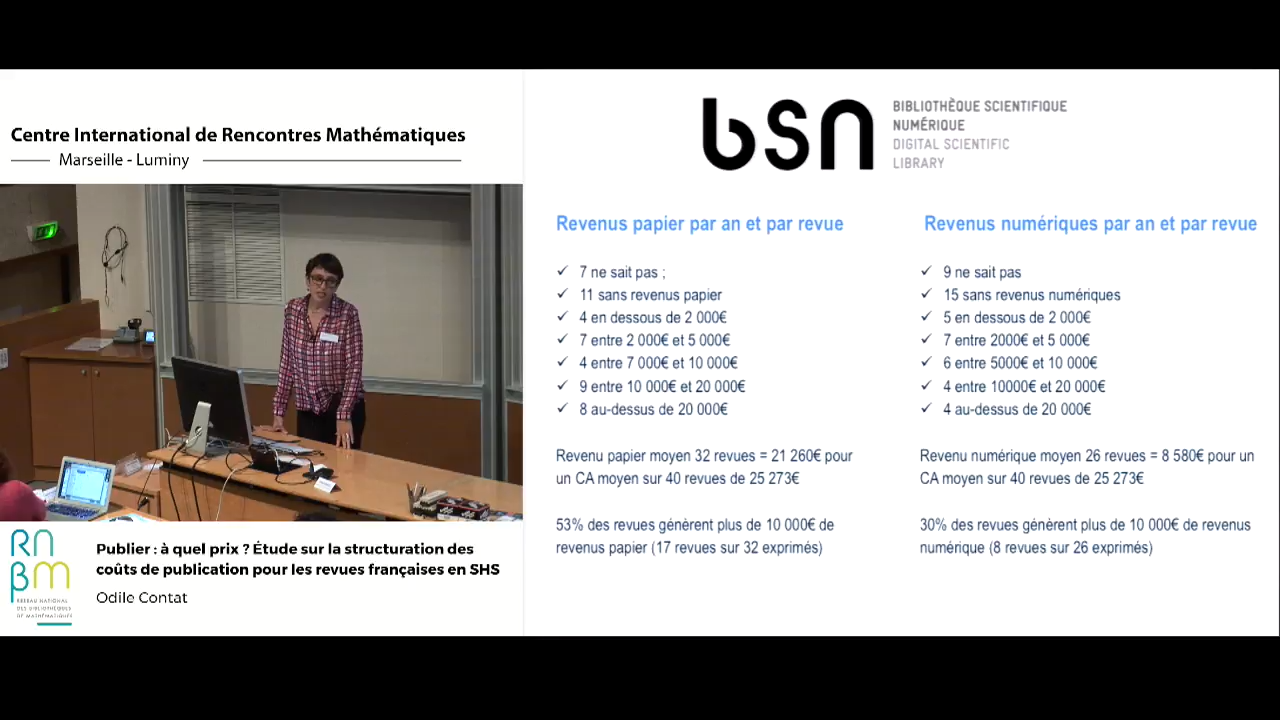 Centre International de Rencontres Mathématiques
Marseille - Luminy
bsn
BIBLIOTHÈQUE SCIENTIFIQUE
NUMÉRIQUE
DIGITAL SCIENTIFIC
LIBRARY
Revenus papier par an et par revue
7 ne sait pas ;
11 sans revenus papier
4 en dessous de 2 000€
7 entre 2 000€ et 5 000€
4 entre 7 000€ et 10 000€
9 entre 10 000€ et 20 000€
8 au-dessus de 20 000€
Revenu papier moyen 32 revues = 21 260€ pour
un CA moyen sur 40 revues de 25 273€
53% des revues génèrent plus de 10 000€ de
revenus papier (17 revues sur 32 exprimés)
Revenus numériques par an et par revue
9 ne sait pas
15 sans revenus numériques
5 en dessous de 2 000€
7 entre 2000€ et 5 000€
6 entre 5000€ et 10 000€
4 entre 10000€ et 20 000€
4 au-dessus de 20 000€
Revenu numérique moyen 26 revues = 8 580€ pour un
CA moyen sur 40 revues de 25 273€
30% des revues génèrent plus de 10 000€ de revenus
numérique (8 revues sur 26 exprimés)
RNBM
RÉSEAU NATIONAL
DES BIBLIOTHÈQUES
DE MATHÉMATIQUES
Publier : à quel prix ? Étude sur la structuration des
coûts de publication pour les revues françaises en SHS
Odile Contat